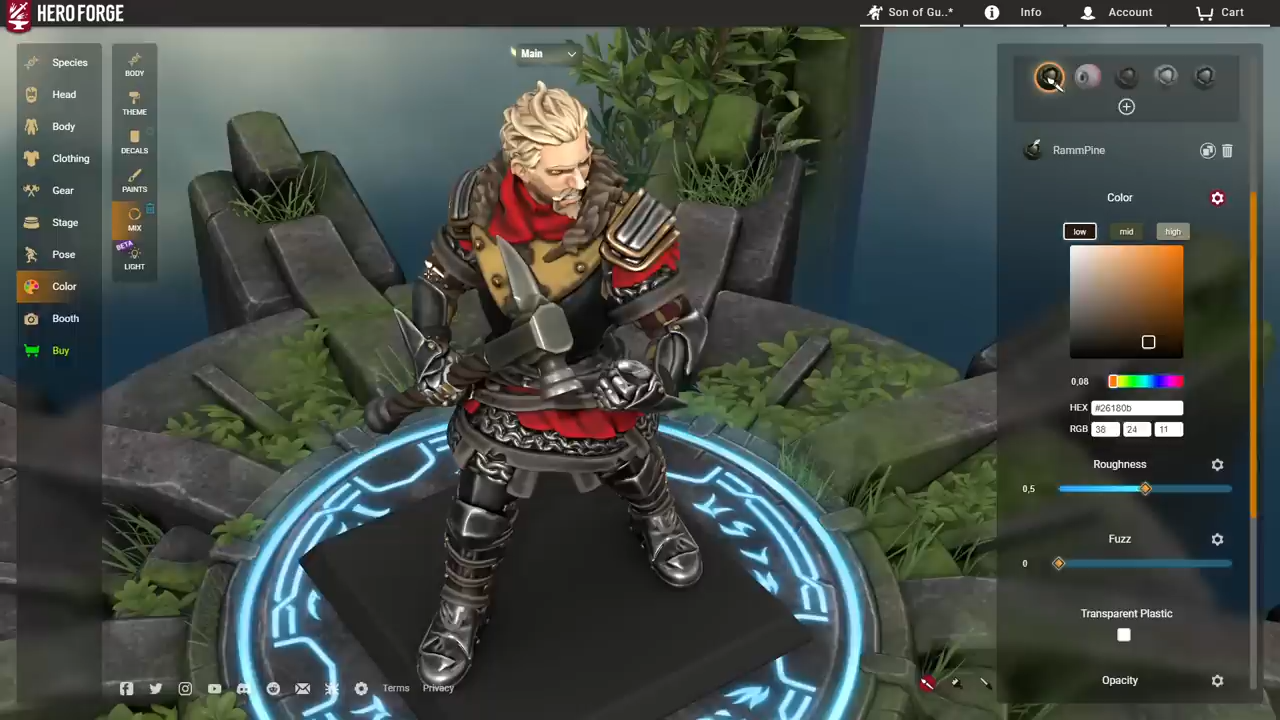 HERO FORGE
Son of Gu..*
Info
Account
Cart
Main
Species
Head
Body
Clothing
Gear
Stage
Pose
Color
Booth
Buy
BODY
THEME
DECALS
PAINTS
MIX
BETA
LIGHT
RammPine
Color
low mid high
0,08
HEX #26180b
RGB 38 24 11
Roughness
0,5
Fuzz
0
Transparent Plastic
Opacity
Terms Privacy